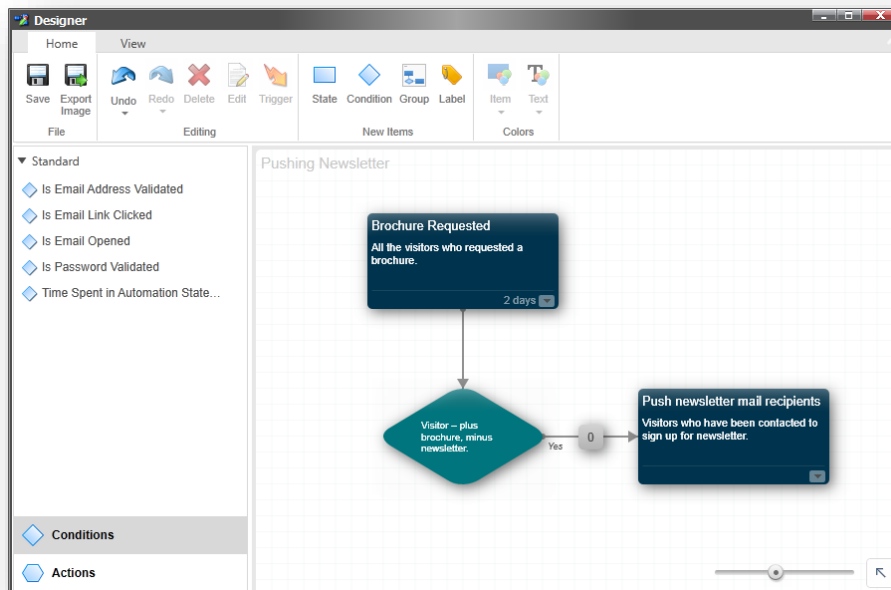 Designer
Home
View
Save
Export
Image
Undo
Redo
Delete
Edit
Trigger
State
Condition
Group
Label
Item
Text
File
Editing
New Items
Colors
Standard
Is Email Address Validated
Is Email Link Clicked
Is Email Opened
Is Password Validated
Time Spent in Automation State...
Conditions
Actions
Pushing Newsletter
Brochure Requested
All the visitors who requested a
brochure.
2 days
Visitor – plus
brochure, minus
newsletter.
Yes
0
Push newsletter mail recipients
Visitors who have been contacted to
sign up for newsletter.